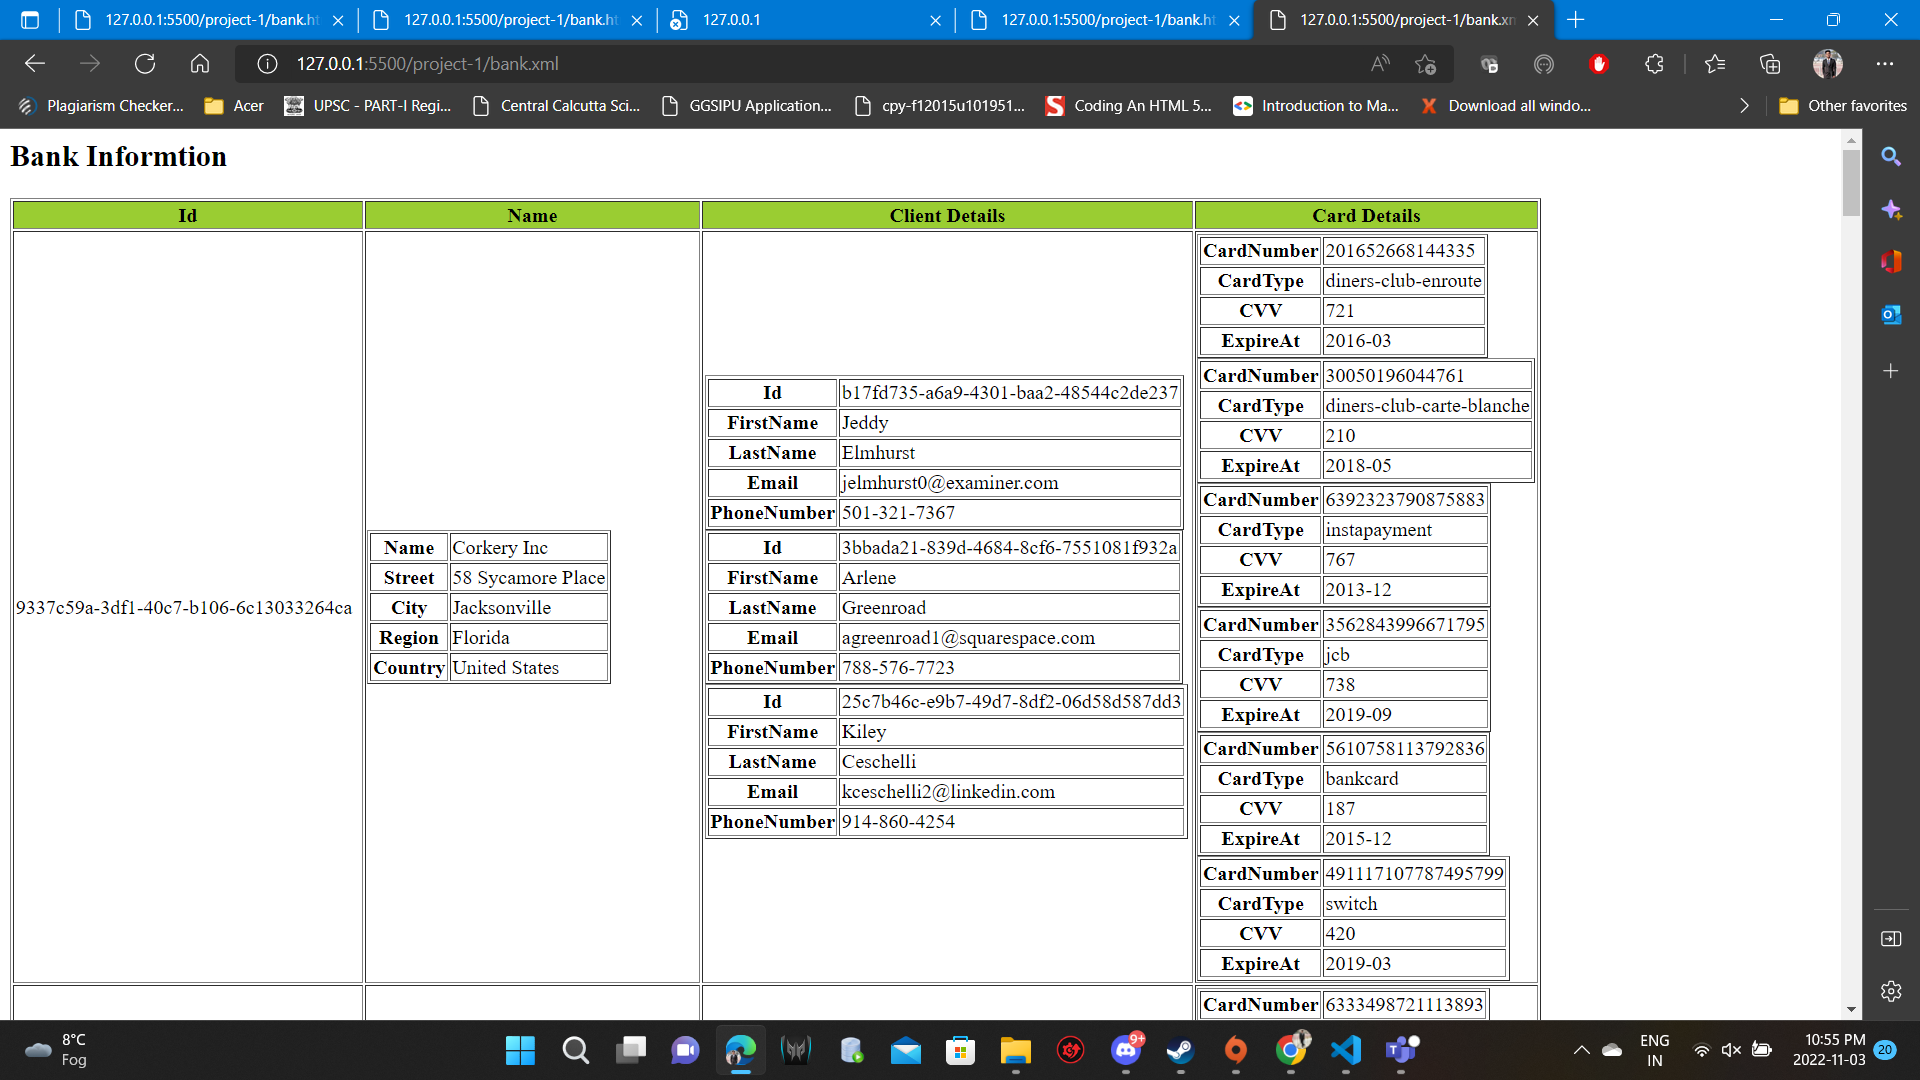 127.0.0.1:5500/project-1/bank.ht
127.0.0.1:5500/project-1/bank.ht
127.0.0.1
127.0.0.1:5500/project-1/bank.ht
127.0.0.1:5500/project-1/bank.xm
127.0.0.1:5500/project-1/bank.xml
Plagiarism Checker...
Acer
UPSC - PART-I Regi...
Central Calcutta Sci...
GGSIPU Application...
cpy-f12015u101951...
Coding An HTML 5...
Introduction to Ma...
Download all windo...
Other favorites
Bank Informtion
Id Name Client Details Card Details
9337c59a-3df1-40c7-b106-6c13033264ca
Name Corkery Inc
Street 58 Sycamore Place
City Jacksonville
Region Florida
Country United States
Id b17fd735-a6a9-4301-baa2-48544c2de237
FirstName Jeddy
LastName Elmhurst
Email jelmhurst0@examiner.com
PhoneNumber 501-321-7367
Id 3bbada21-839d-4684-8cf6-7551081f932a
FirstName Arlene
LastName Greenroad
Email agreenroad1@squarespace.com
PhoneNumber 788-576-7723
Id 25c7b46c-e9b7-49d7-8df2-06d58d587dd3
FirstName Kiley
LastName Ceschelli
Email kceschelli2@linkedin.com
PhoneNumber 914-860-4254
CardNumber 201652668144335
CardType diners-club-enroute
CVV 721
ExpireAt 2016-03
CardNumber 30050196044761
CardType diners-club-carte-blanche
CVV 210
ExpireAt 2018-05
CardNumber 6392323790875883
CardType instapayment
CVV 767
ExpireAt 2013-12
CardNumber 3562843996671795
CardType jcb
CVV 738
ExpireAt 2019-09
CardNumber 5610758113792836
CardType bankcard
CVV 187
ExpireAt 2015-12
CardNumber 491117107787495799
CardType switch
CVV 420
ExpireAt 2019-03
CardNumber 6333498721113893
8°C
Fog
9+
ENG
IN
10:55 PM
2022-11-03
20